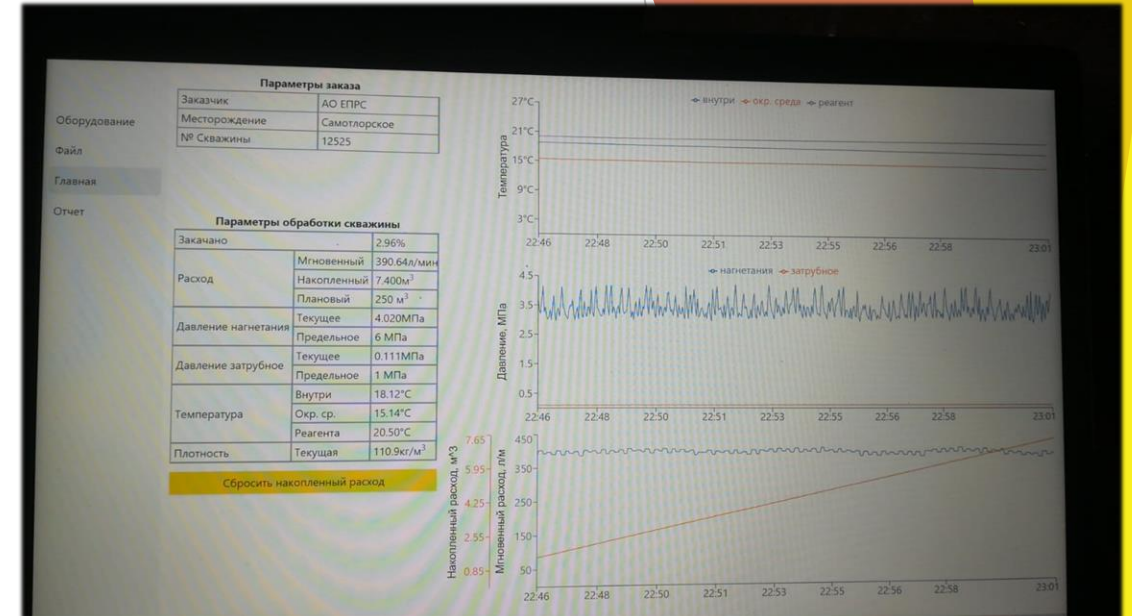 Оборудование
Файл
Главная
Отчет
Параметры заказа
Заказчик АО ЕПРС
Месторождение Самотлорское
№ Скважины 12525
Параметры обработки скважины
Закачано 2.96%
Расход
Мгновенный 390.64л/мин
Накопленный 7.400м³
Плановый 250 м³
Давление нагнетания
Текущее 4.020МПа
Предельное 6 МПа
Давление затрубное
Текущее 0.111МПа
Предельное 1 МПа
Температура
Внутри 18.12°C
Окр. ср. 15.14°C
Реагента 20.50°C
Плотность Текущая 110.9кг/м³
Сбросить накопленный расход
внутри окр. среда реагент
Температура
27°C
21°C
15°C
9°C
3°C
22:46 22:48 22:50 22:51 22:53 22:55 22:56 22:58 23:01
нагнетания затрубное
Давление, МПа
4.5
3.5
2.5
1.5
0.5
22:46 22:48 22:50 22:51 22:53 22:55 22:56 22:58 23:01
Накопленный расход, м^3
7.65
5.95
4.25
2.55
0.85
Мгновенный расход, л/м
450
350
250
150
50
22:46 22:48 22:50 22:51 22:53 22:55 22:56 22:58 23:01